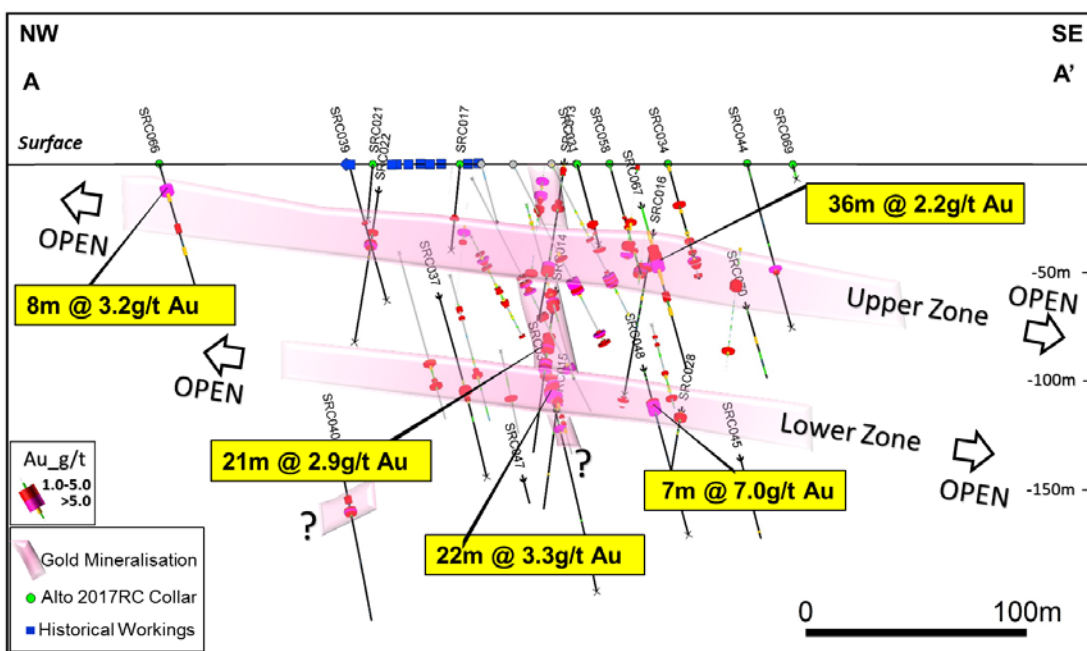 NW
SE
A
A'
Surface
SRC066
SRC039
SRC021
SRC022
SRC017
SRC058
SRC067
SRC034
SRC016
SRC044
SRC069
36m @ 2.2g/t Au
OPEN
-50m
SRC014
SRC037
SRC070
OPEN
Upper Zone
8m @ 3.2g/t Au
SRC048
SRC028
-100m
OPEN
Lower Zone
SRC040
SRC047
SRC045
21m @ 2.9g/t Au
OPEN
-150m
Au_g/t
1.0-5.0
>5.0
7m @ 7.0g/t Au
?
?
22m @ 3.3g/t Au
Gold Mineralisation
Alto 2017RC Collar
Historical Workings
0
100m